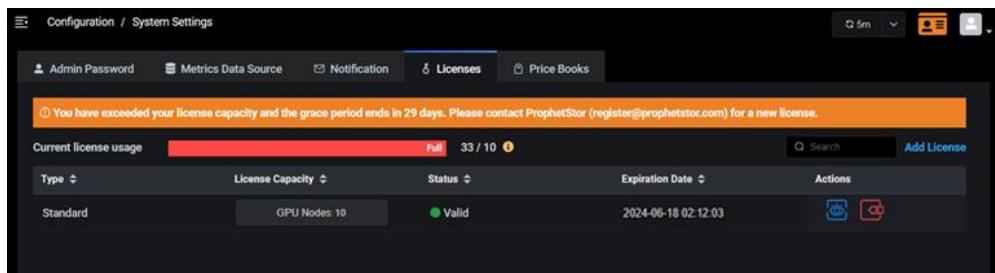 Configuration / System Settings
5m
Admin Password Metrics Data Source Notification Licenses Price Books
You have exceeded your license capacity and the grace period ends in 29 days. Please contact ProphetStor (register@prophetstor.com) for a new license.
Current license usage Full 33 / 10 Search Add License
Type License Capacity Status Expiration Date Actions
Standard GPU Nodes: 10 Valid 2024-06-18 02:12:03